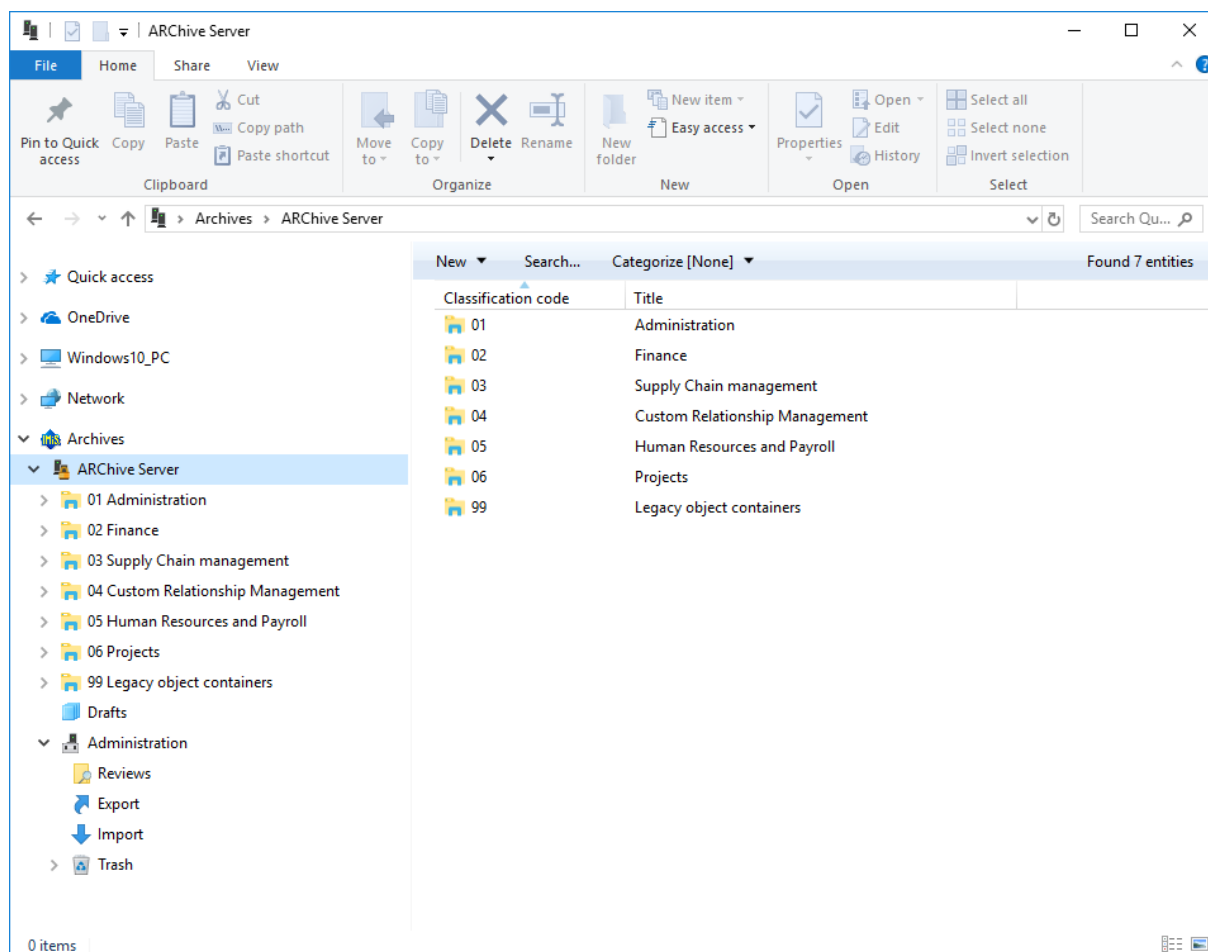 ARChive Server
File Home Share View
Pin to Quick access
Copy
Paste
Cut
Copy path
Paste shortcut
Clipboard
Move to
Copy to
Delete
Rename
Organize
New folder
New item
Easy access
New
Properties
Open
Edit
History
Open
Select all
Select none
Invert selection
Select
Archives > ARChive Server
Search Qu...
Quick access
OneDrive
Windows10_PC
Network
Archives
ARChive Server
01 Administration
02 Finance
03 Supply Chain management
04 Custom Relationship Management
05 Human Resources and Payroll
06 Projects
99 Legacy object containers
Drafts
Administration
Reviews
Export
Import
Trash
New Search... Categorize [None] Found 7 entities
Classification code Title
01 Administration
02 Finance
03 Supply Chain management
04 Custom Relationship Management
05 Human Resources and Payroll
06 Projects
99 Legacy object containers
0 items